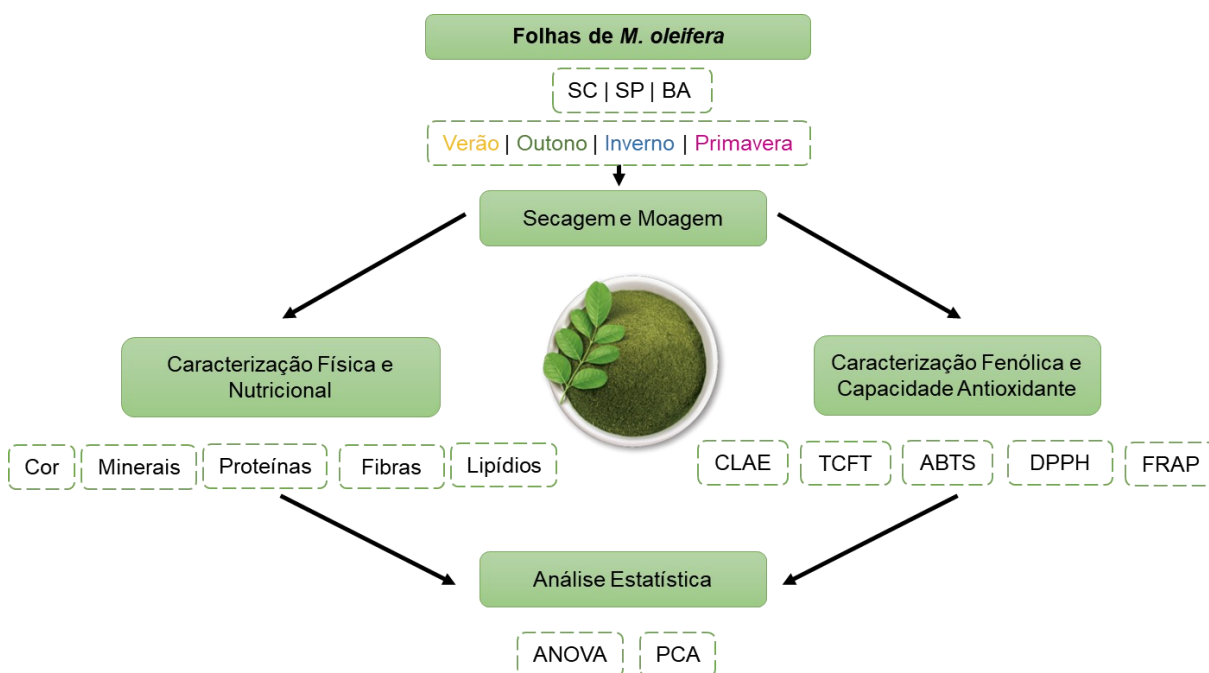 Folhas de M. oleifera
SC | SP | BA
Verão | Outono | Inverno | Primavera
Secagem e Moagem
Caracterização Física e
Nutricional
Caracterização Fenólica e
Capacidade Antioxidante
Cor
Minerais
Proteínas
Fibras
Lipídios
CLAE
TCFT
ABTS
DPPH
FRAP
Análise Estatística
ANOVA
PCA